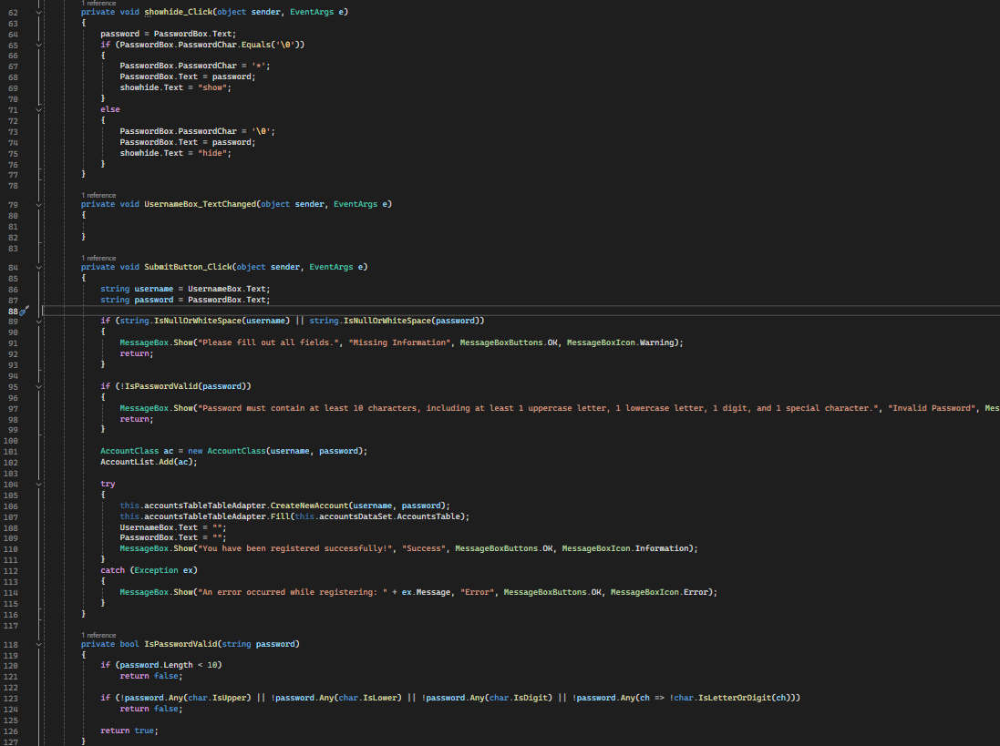 1 reference
62 private void showhide_Click(object sender, EventArgs e)
63 {
64 password = PasswordBox.Text;
65 if (PasswordBox.PasswordChar.Equals('\0'))
66 {
67 PasswordBox.PasswordChar = '*';
68 PasswordBox.Text = password;
69 showhide.Text = "show";
70 }
71 else
72 {
73 PasswordBox.PasswordChar = '\0';
74 PasswordBox.Text = password;
75 showhide.Text = "hide";
76 }
77 }
78
1 reference
79 private void UsernameBox_TextChanged(object sender, EventArgs e)
80 {
81
82 }
83
1 reference
84 private void SubmitButton_Click(object sender, EventArgs e)
85 {
86 string username = UsernameBox.Text;
87 string password = PasswordBox.Text;
88
89 if (string.IsNullOrWhiteSpace(username) || string.IsNullOrWhiteSpace(password))
90 {
91 MessageBox.Show("Please fill out all fields.", "Missing Information", MessageBoxButtons.OK, MessageBoxIcon.Warning);
92 return;
93 }
94
95 if (!IsPasswordValid(password))
96 {
97 MessageBox.Show("Password must contain at least 10 characters, including at least 1 uppercase letter, 1 lowercase letter, 1 digit, and 1 special character.", "Invalid Password", Mes
98 return;
99 }
100
101 AccountClass ac = new AccountClass(username, password);
102 AccountList.Add(ac);
103
104 try
105 {
106 this.accountsTableTableAdapter.CreateNewAccount(username, password);
107 this.accountsTableTableAdapter.Fill(this.accountsDataSet.AccountsTable);
108 UsernameBox.Text = "";
109 PasswordBox.Text = "";
110 MessageBox.Show("You have been registered successfully!", "Success", MessageBoxButtons.OK, MessageBoxIcon.Information);
111 }
112 catch (Exception ex)
113 {
114 MessageBox.Show("An error occurred while registering: " + ex.Message, "Error", MessageBoxButtons.OK, MessageBoxIcon.Error);
115 }
116 }
117
1 reference
118 private bool IsPasswordValid(string password)
119 {
120 if (password.Length < 10)
121 return false;
122
123 if (!password.Any(char.IsUpper) || !password.Any(char.IsLower) || !password.Any(char.IsDigit) || !password.Any(ch => !char.IsLetterOrDigit(ch)))
124 return false;
125
126 return true;
127 }